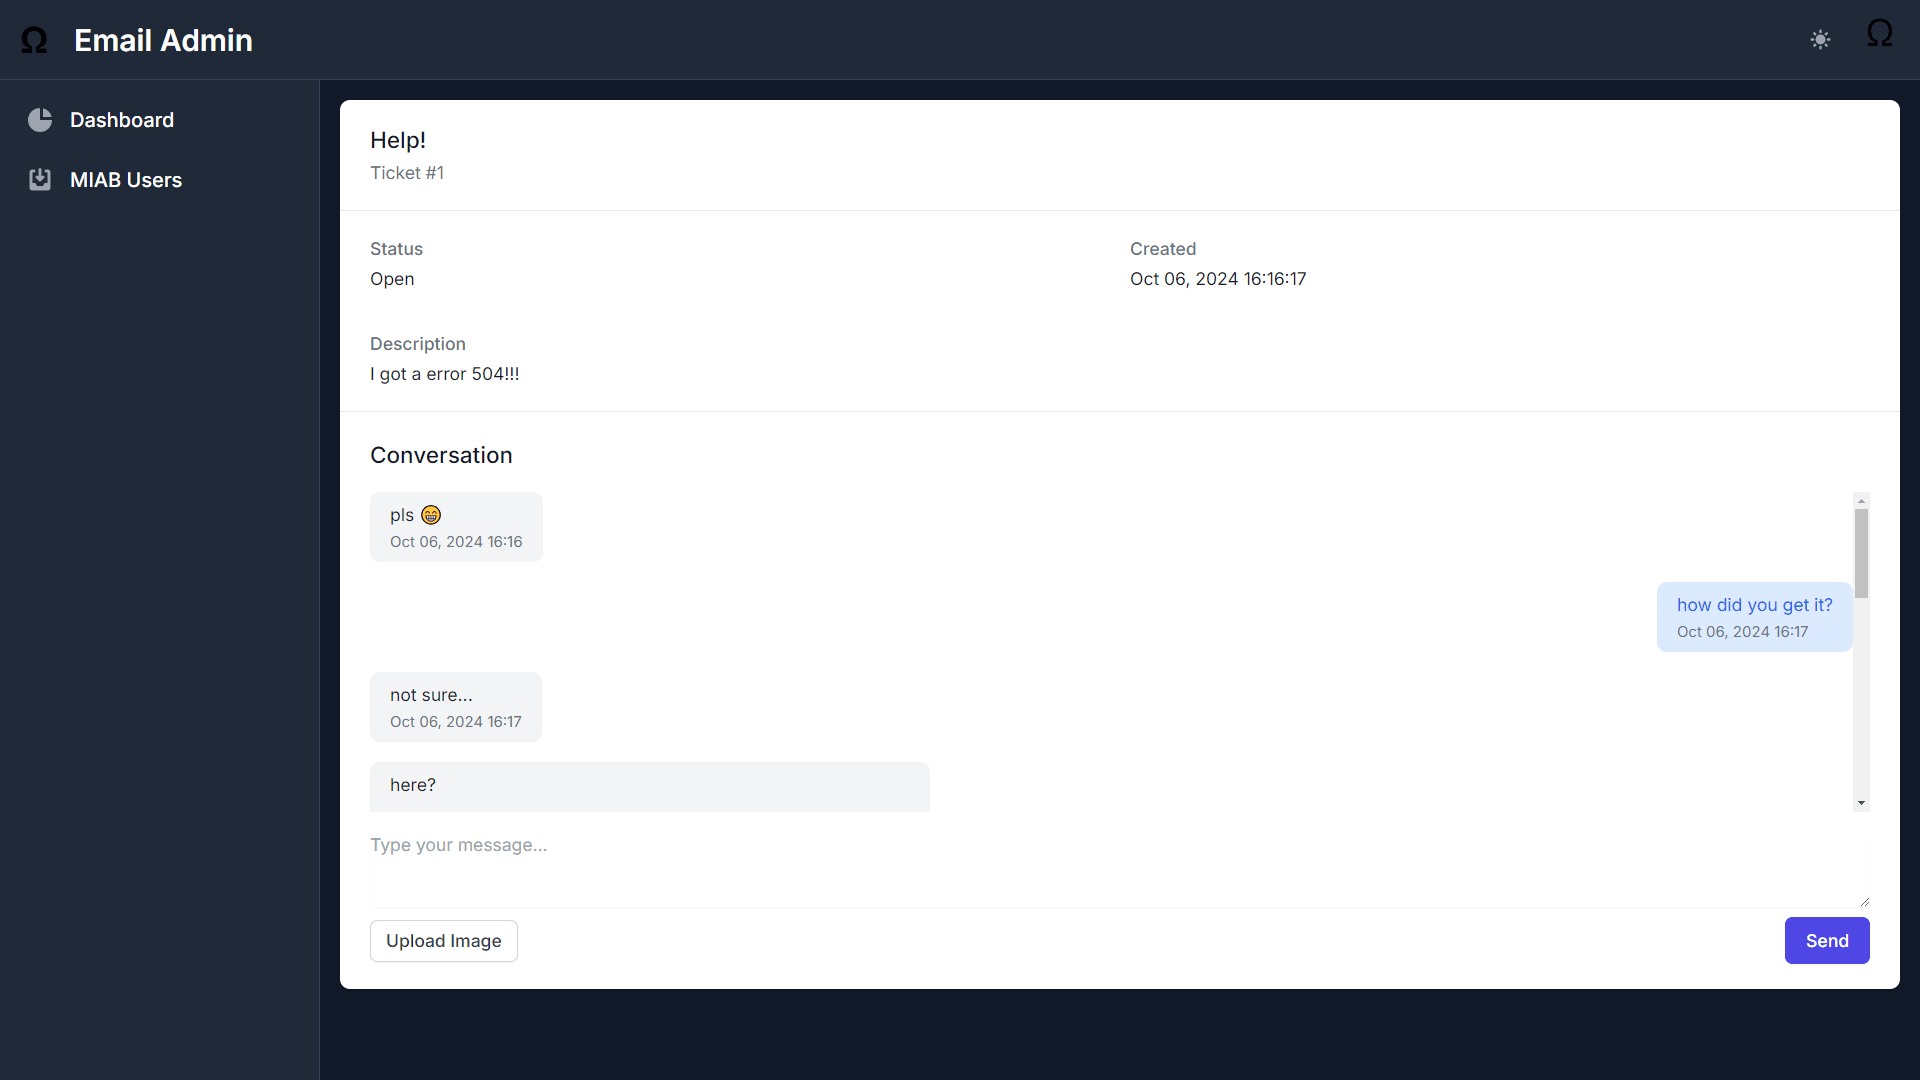 Ω Email Admin Ω
Dashboard
MIAB Users
Help!
Ticket #1
Status
Open
Created
Oct 06, 2024 16:16:17
Description
I got a error 504!!!
Conversation
pls 😁
Oct 06, 2024 16:16
how did you get it?
Oct 06, 2024 16:17
not sure...
Oct 06, 2024 16:17
here?
Type your message...
Upload Image
Send